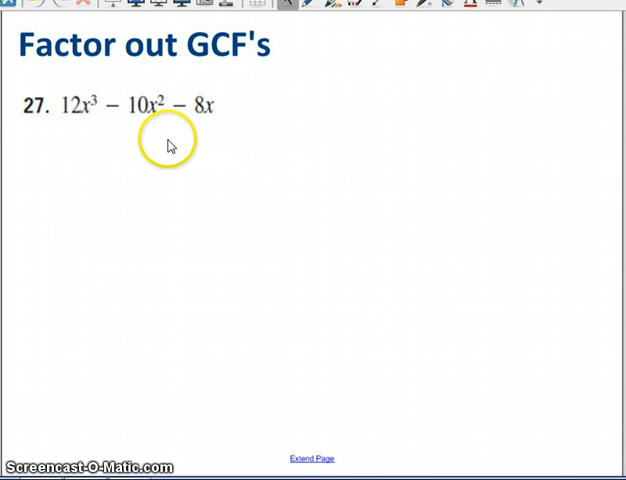 Factor out GCF's
27. 12x³ − 10x² − 8x
Extend Page
Screencast-O-Matic.com